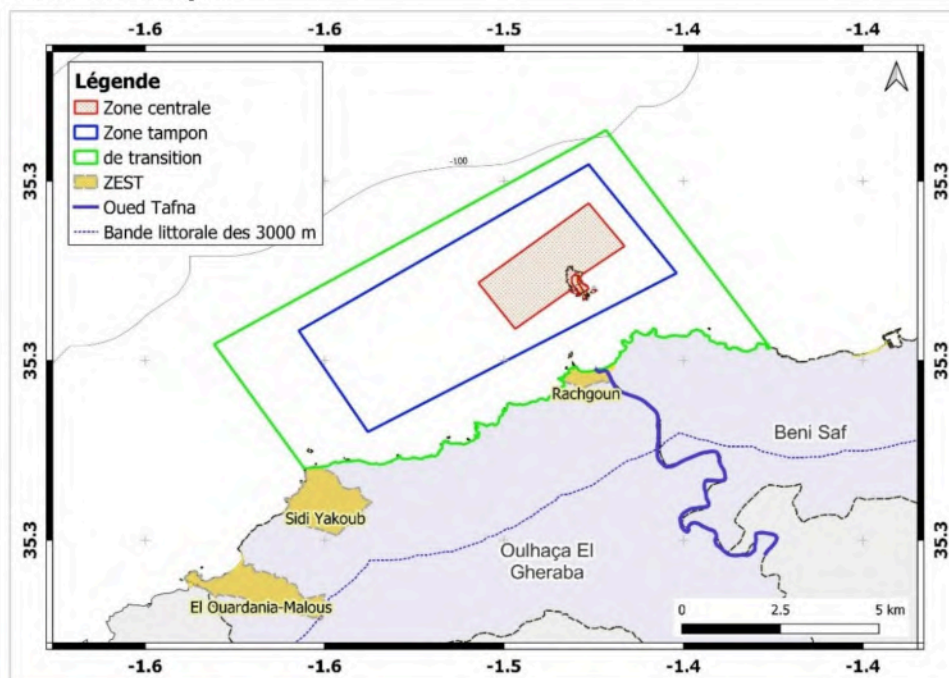 -1.6 -1.6 -1.5 -1.4 -1.4
Légende
Zone centrale
Zone tampon
de transition
ZEST
Oued Tafna
Bande littorale des 3000 m
-100
35.3 35.3
35.3 35.3
Rachgoun
Beni Saf
Sidi Yakoub
35.3 35.3
Oulhaça El
Gheraba
El Ouardania-Malous
0 2.5 5 km
-1.6 -1.6 -1.5 -1.4 -1.4